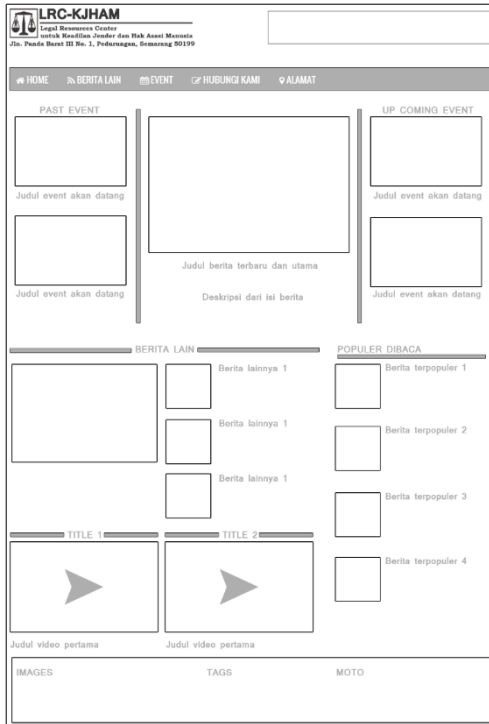 LRC-KJHAM
Legal Resources Center
untuk Keadilan Jender dan Hak Asasi Manusia
Jln. Panda Barat III No. 1, Pedurungan, Semarang 50199
HOME BERITA LAIN EVENT HUBUNGI KAMI ALAMAT
PAST EVENT
Judul event akan datang
Judul event akan datang
Judul berita terbaru dan utama
Deskripsi dari isi berita
UP COMING EVENT
Judul event akan datang
Judul event akan datang
BERITA LAIN
Berita lainnya 1
Berita lainnya 1
Berita lainnya 1
POPULER DIBACA
Berita terpopuler 1
Berita terpopuler 2
Berita terpopuler 3
Berita terpopuler 4
TITLE 1
Judul video pertama
TITLE 2
Judul video pertama
IMAGES
TAGS
MOTO